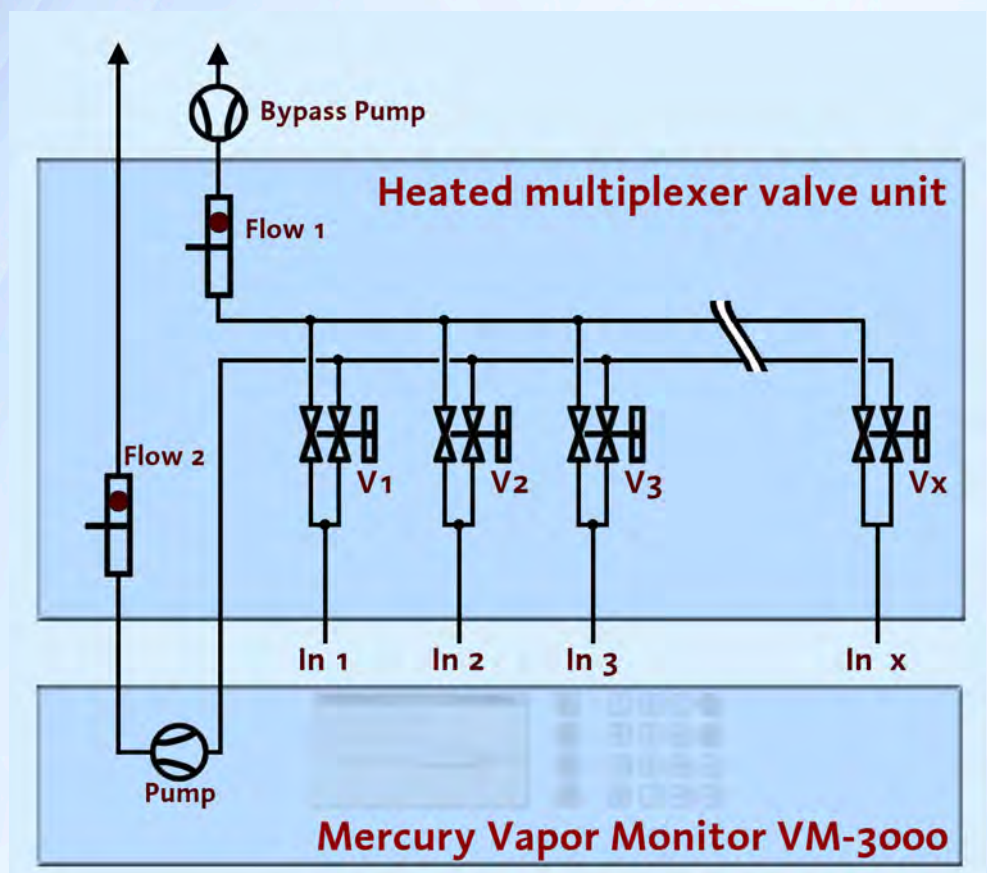 Bypass Pump
Heated multiplexer valve unit
Flow 1
Flow 2
V1
V2
V3
Vx
In 1
In 2
In 3
In x
Pump
Mercury Vapor Monitor VM-3000